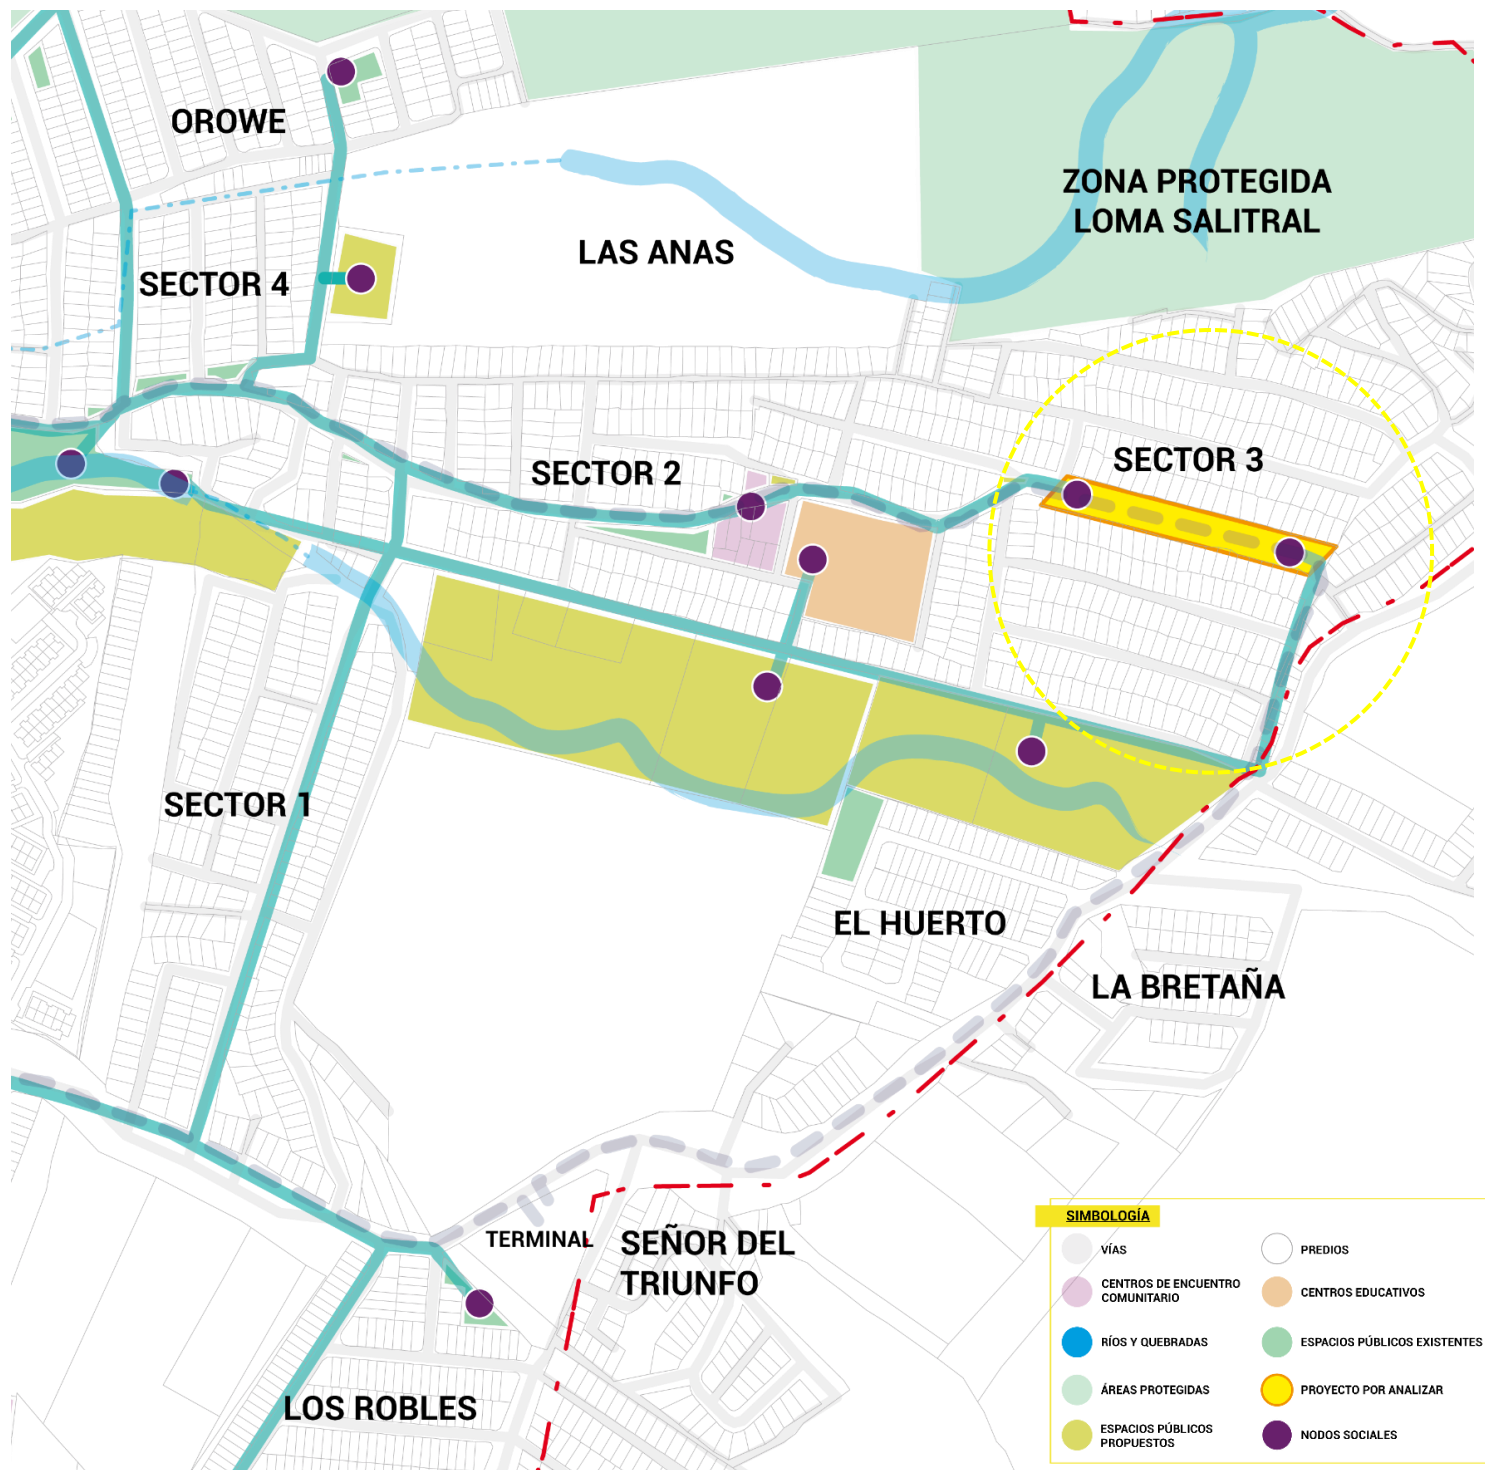 OROWE
ZONA PROTEGIDA
LOMA SALITRAL
LAS ANAS
SECTOR 4
SECTOR 3
SECTOR 2
SECTOR 1
EL HUERTO
LA BRETAÑA
TERMINAL
SEÑOR DEL
TRIUNFO
LOS ROBLES
SIMBOLOGÍA
VÍAS
PREDIOS
CENTROS DE ENCUENTRO
COMUNITARIO
CENTROS EDUCATIVOS
RÍOS Y QUEBRADAS
ESPACIOS PÚBLICOS EXISTENTES
ÁREAS PROTEGIDAS
PROYECTO POR ANALIZAR
ESPACIOS PÚBLICOS
PROPUESTOS
NODOS SOCIALES